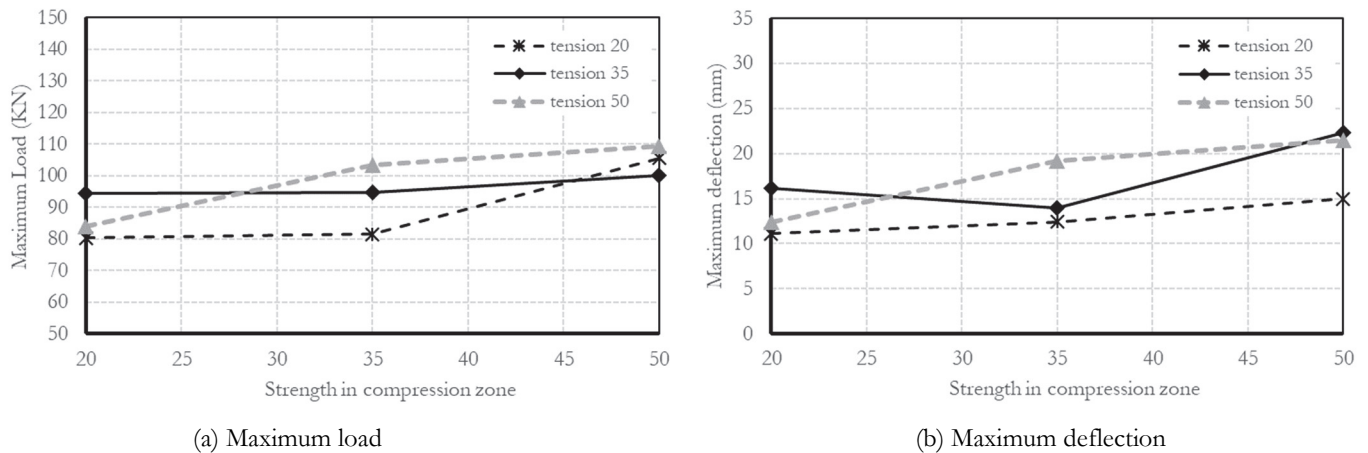 150
140
130
120
110
100
90
80
70
60
50
Maximum Load (KN)
tension 20
tension 35
tension 50
20 25 30 35 40 45 50
Strength in compression zone
(a) Maximum load
35
30
25
20
15
10
5
0
Maximum deflection (mm)
tension 20
tension 35
tension 50
20 25 30 35 40 45 50
Strength in compression zone
(b) Maximum deflection